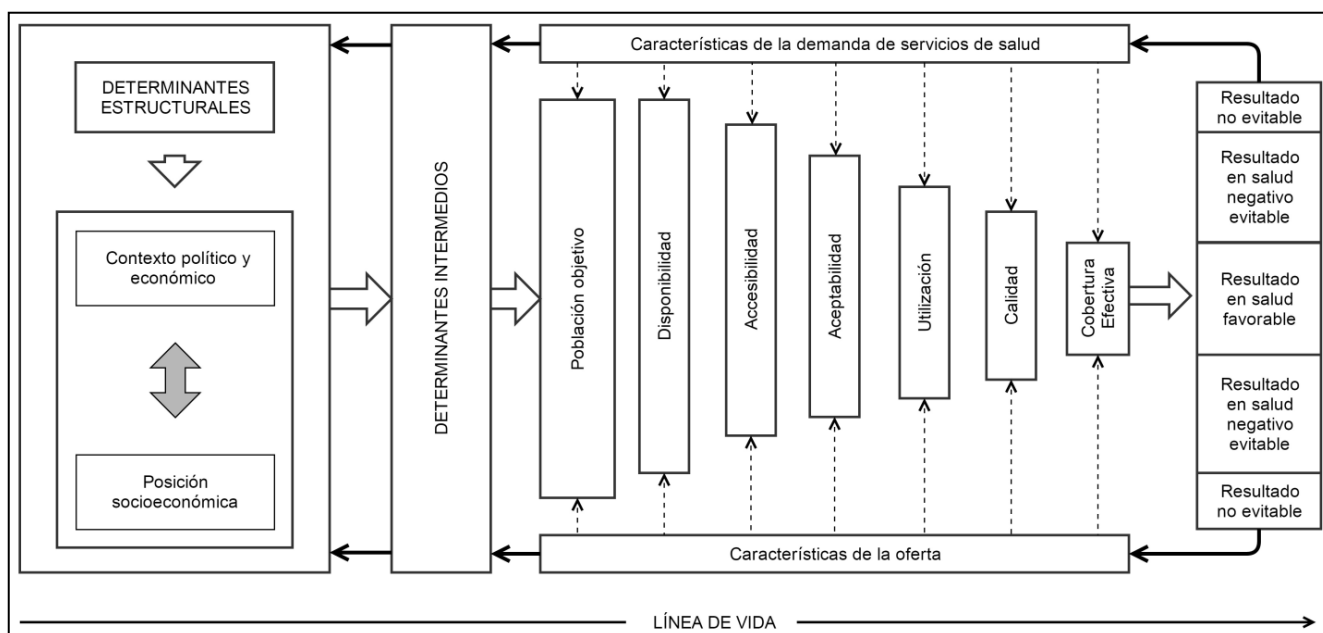 Características de la demanda de servicios de salud
DETERMINANTES
ESTRUCTURALES
Contexto político y
económico
Posición
socioeconómica
DETERMINANTES INTERMEDIOS
Población objetivo
Disponibilidad
Accesibilidad
Aceptabilidad
Utilización
Calidad
Cobertura
Efectiva
Resultado
no evitable
Resultado
en salud
negativo
evitable
Resultado
en salud
favorable
Resultado
en salud
negativo
evitable
Resultado
no evitable
Características de la oferta
LÍNEA DE VIDA